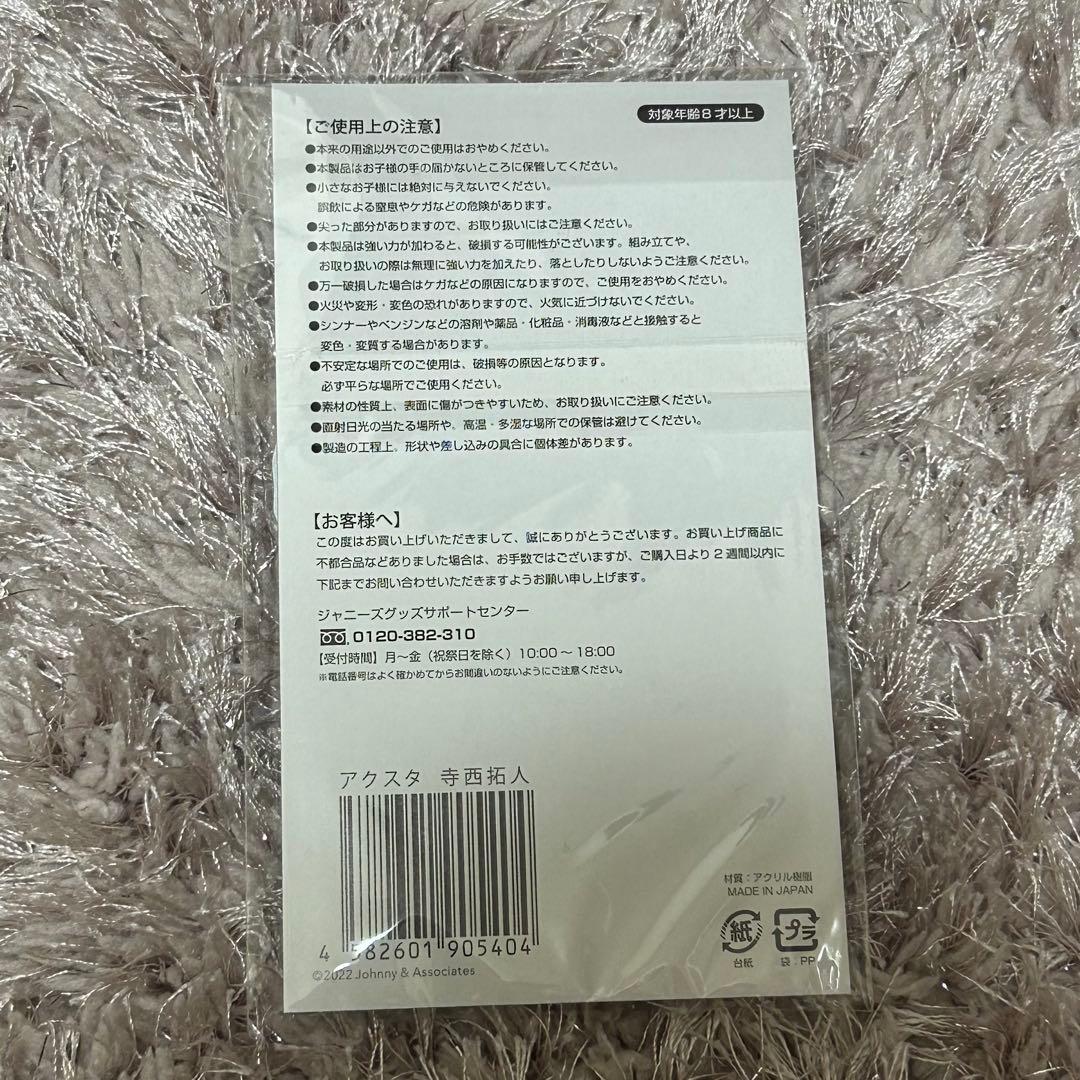 対象年齢8才以上
【ご使用上の注意】
●本来の用途以外でのご使用はおやめください。
●本製品はお子様の手の届かないところに保管してください。
●小さなお子様には絶対に与えないでください。
誤飲による窒息やケガなどの危険があります。
●尖った部分がありますので、お取り扱いにはご注意ください。
●本製品は強い力が加わると、破損する可能性がございます。組み立てや、
お取り扱いの際は無理に強い力を加えたり、落としたりしないようご注意ください。
●万一破損した場合はケガなどの原因になりますので、ご使用をおやめください。
●火災や変形・変色の恐れがありますので、火気に近づけないでください。
●シンナーやベンジンなどの溶剤や薬品・化粧品・消毒液などと接触すると
変色・変質する場合があります。
●不安定な場所でのご使用は、破損等の原因となります。
必ず平らな場所でご使用ください。
●素材の性質上、表面に傷がつきやすいため、お取り扱いにご注意ください。
●直射日光の当たる場所や、高温・多湿な場所での保管は避けてください。
●製造の工程上、形状や差し込みの具合に個体差があります。
【お客様へ】
この度はお買い上げいただきまして、誠にありがとうございます。お買い上げ商品に
不都合品などありました場合は、お手数ではございますが、ご購入日より2週間以内に
下記までお問い合わせいただきますようお願い申し上げます。
ジャニーズグッズサポートセンター
0120-382-310
【受付時間】月〜金（祝祭日を除く）10:00〜18:00
※電話番号はよく確かめてからお間違いのないようにご注意ください。
アクスタ 寺西拓人
4 582601 905404
©2022 Johnny & Associates
材質：アクリル樹脂
MADE IN JAPAN
紙
台紙
プラ
袋：PP